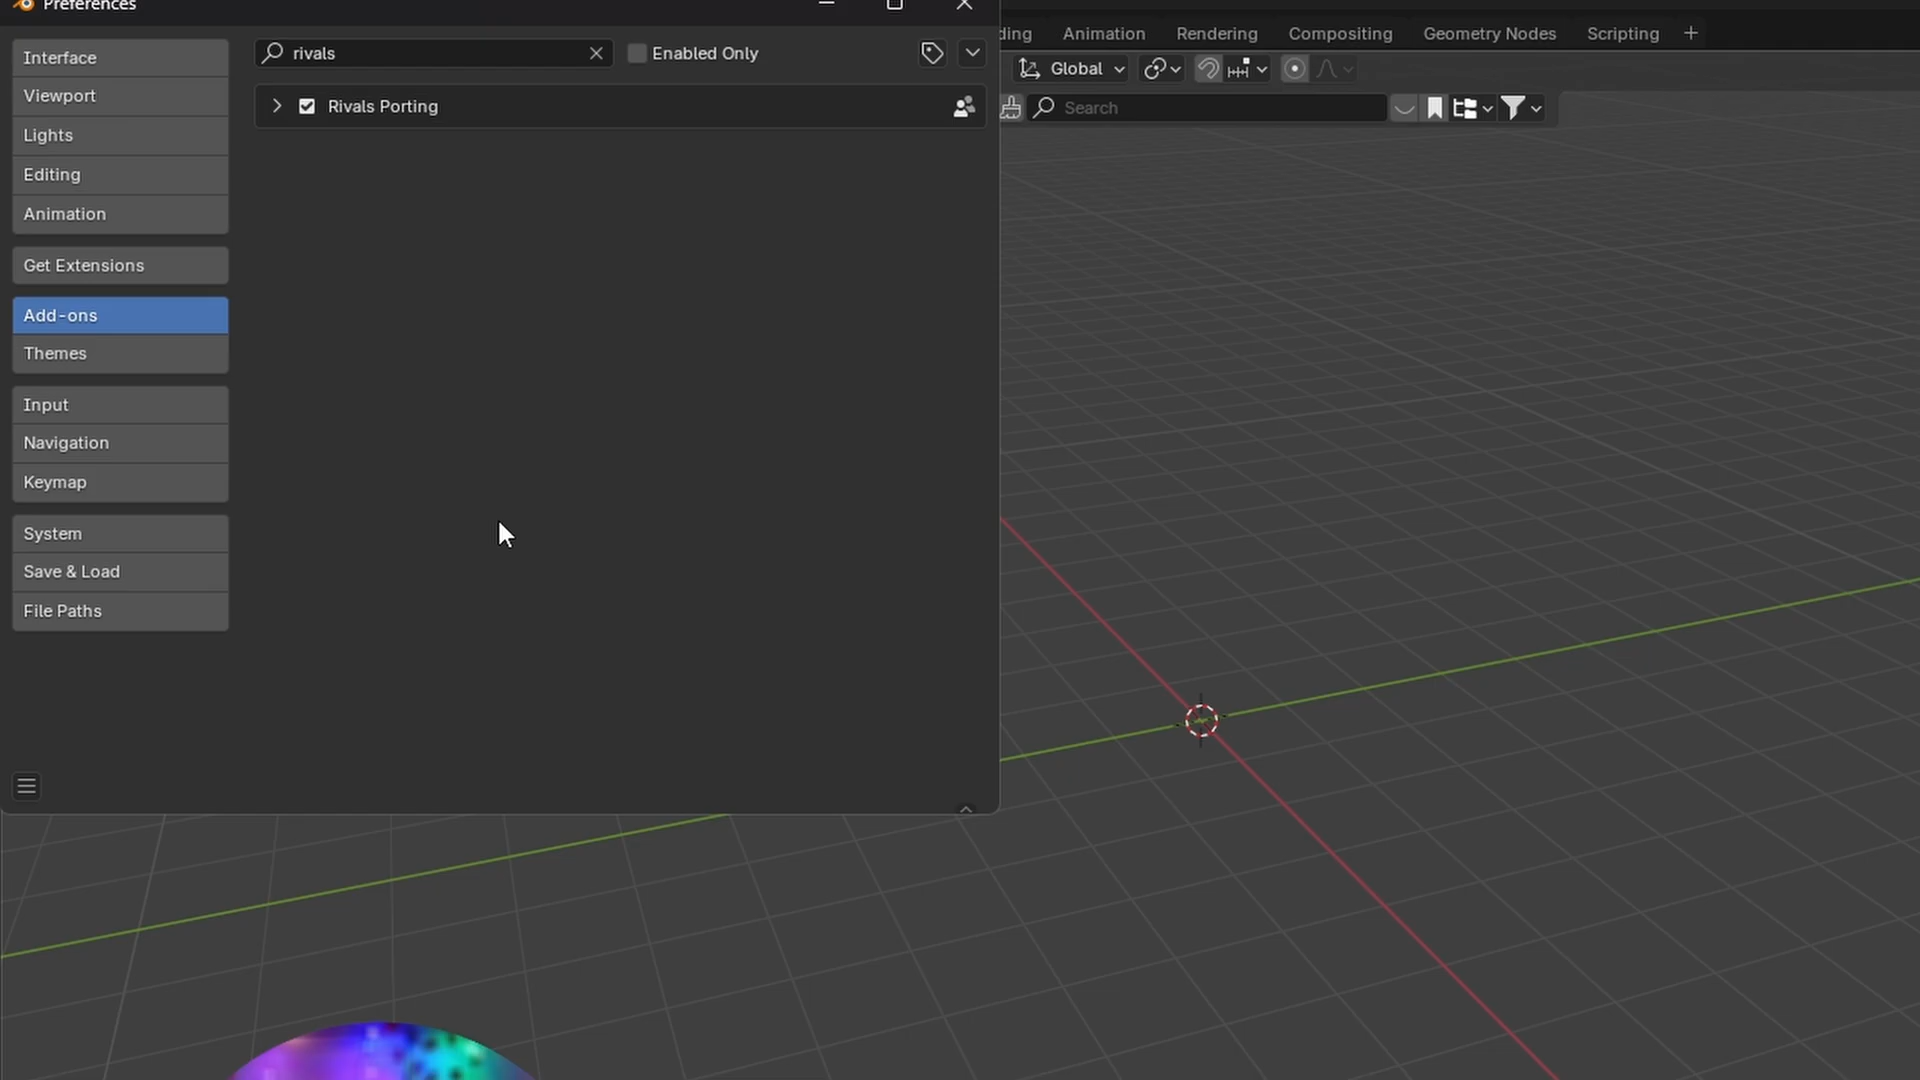 Preferences
Interface
Viewport
Lights
Editing
Animation
Get Extensions
Add-ons
Themes
Input
Navigation
Keymap
System
Save & Load
File Paths
rivals
Enabled Only
Rivals Porting
ding Animation Rendering Compositing Geometry Nodes Scripting +
Global
Search